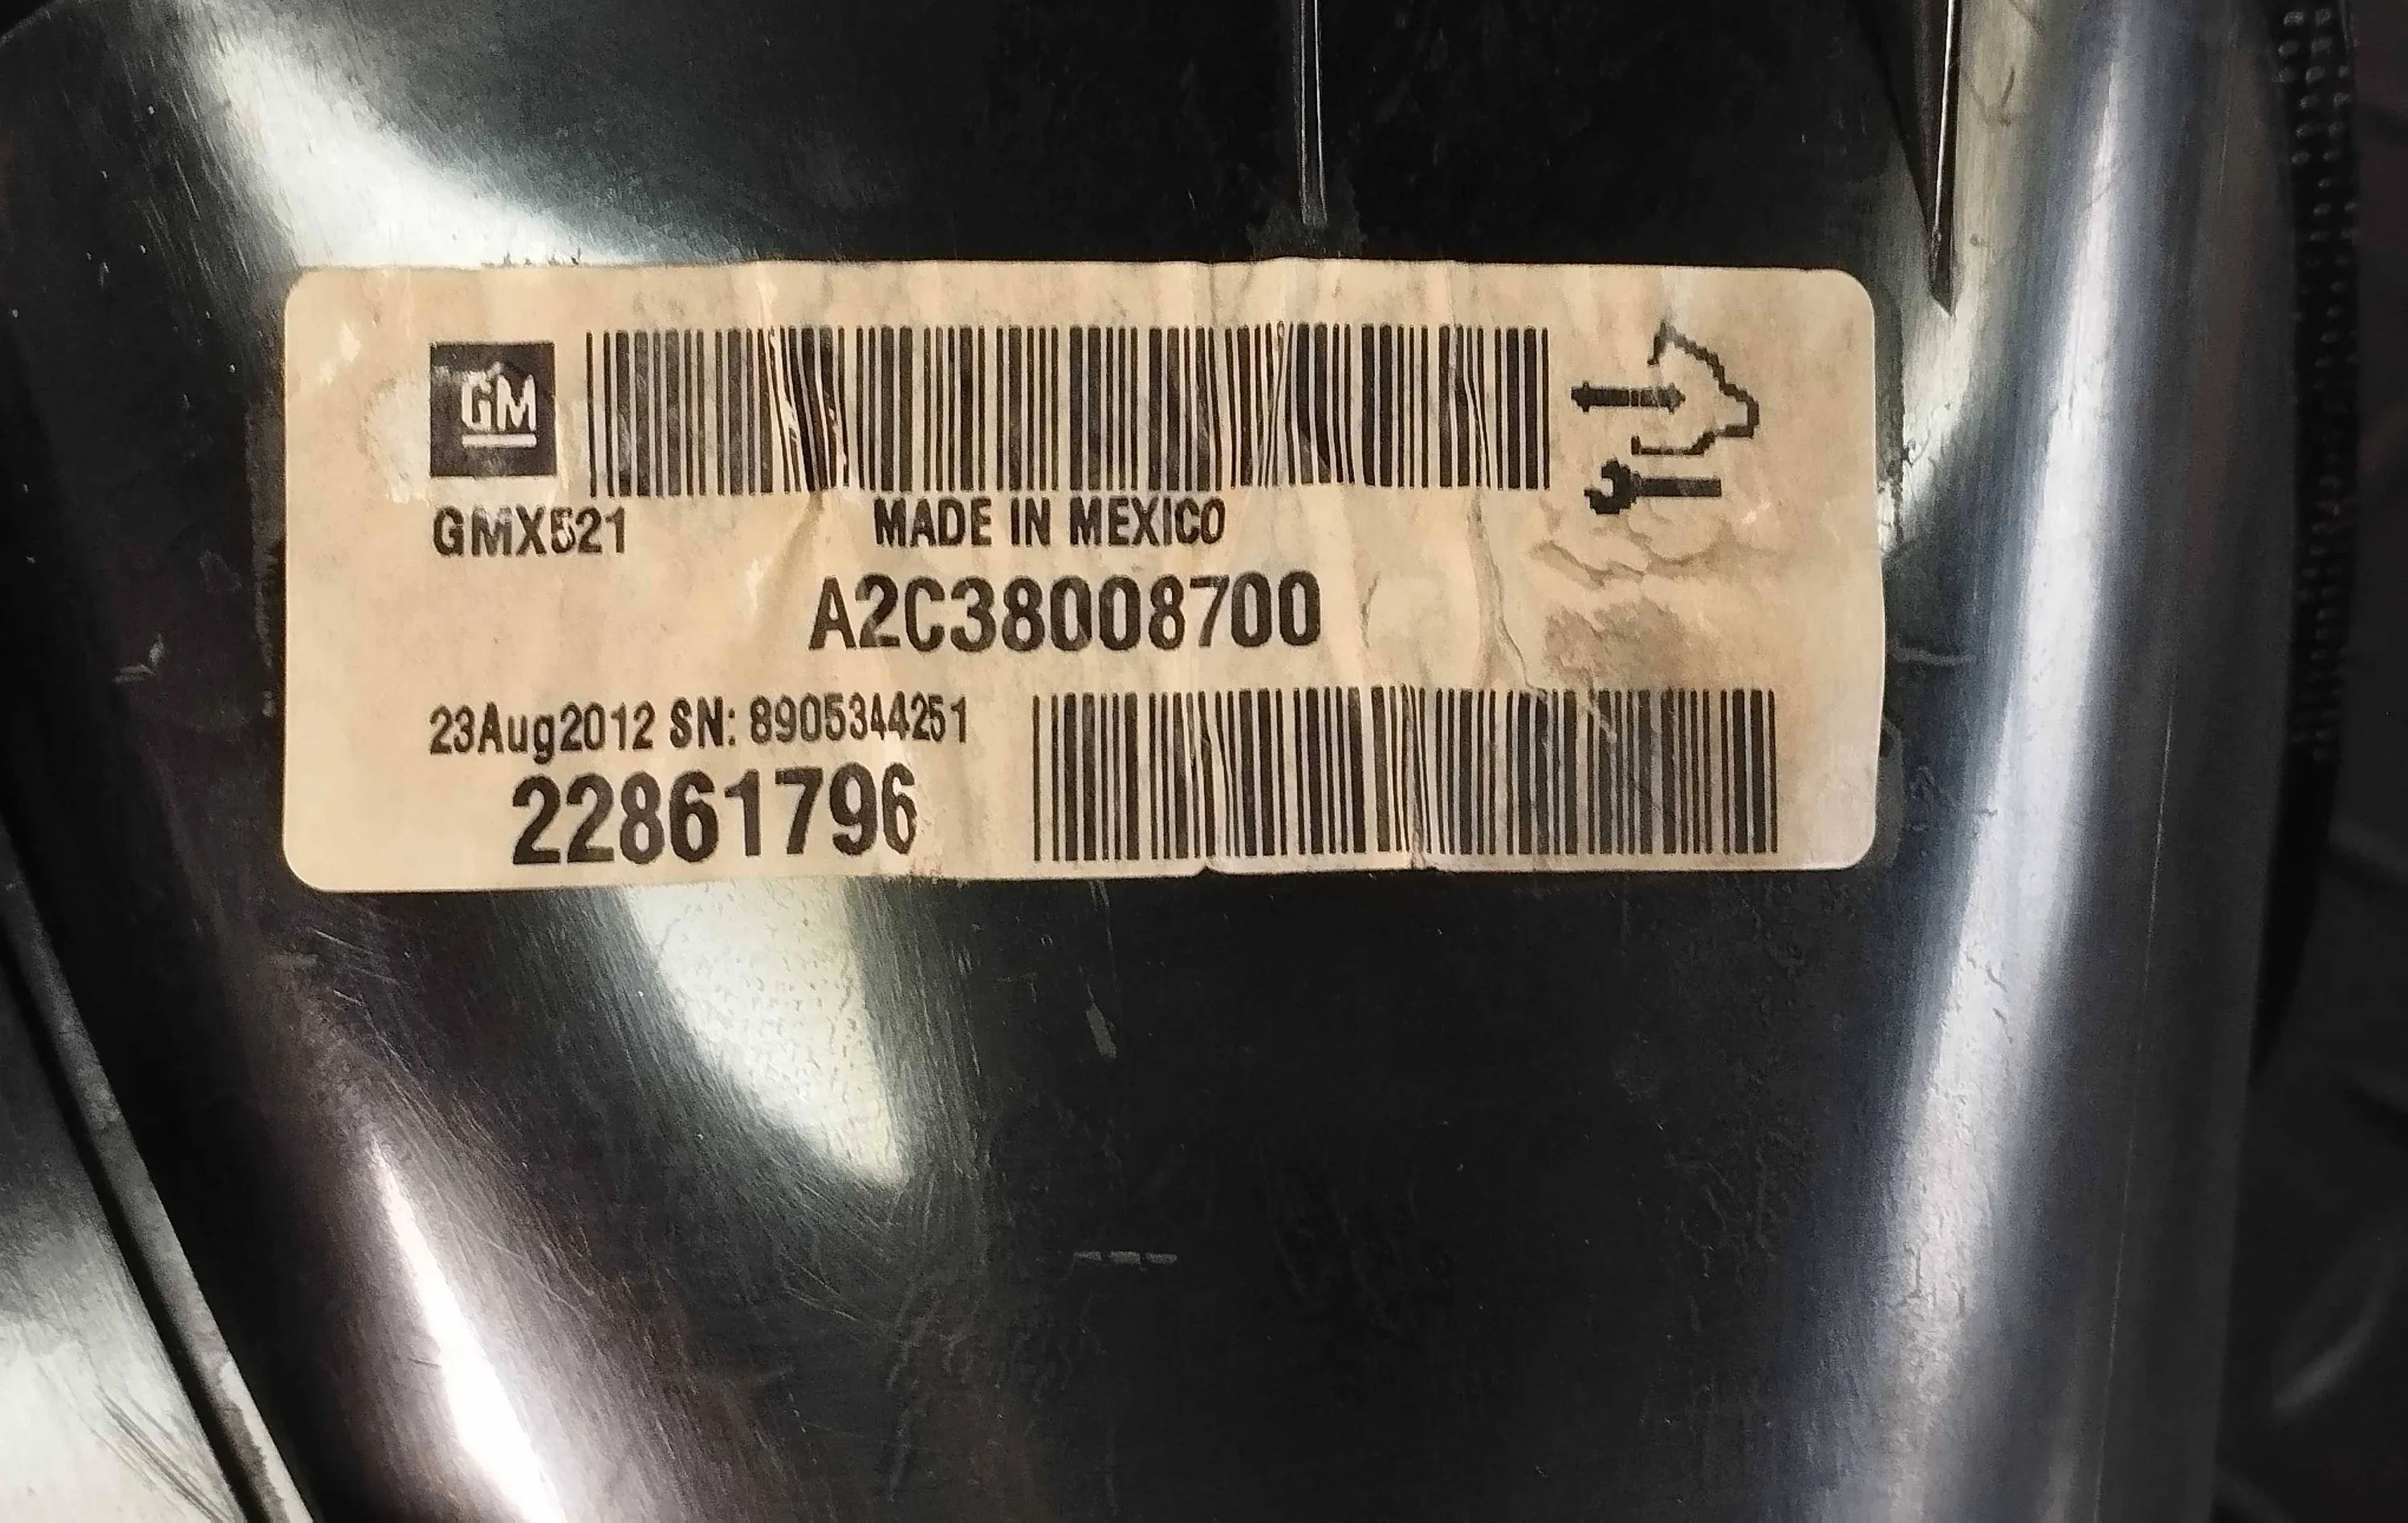 GM
GMX521
MADE IN MEXICO
A2C38008700
23Aug2012 SN: 8905344251
22861796